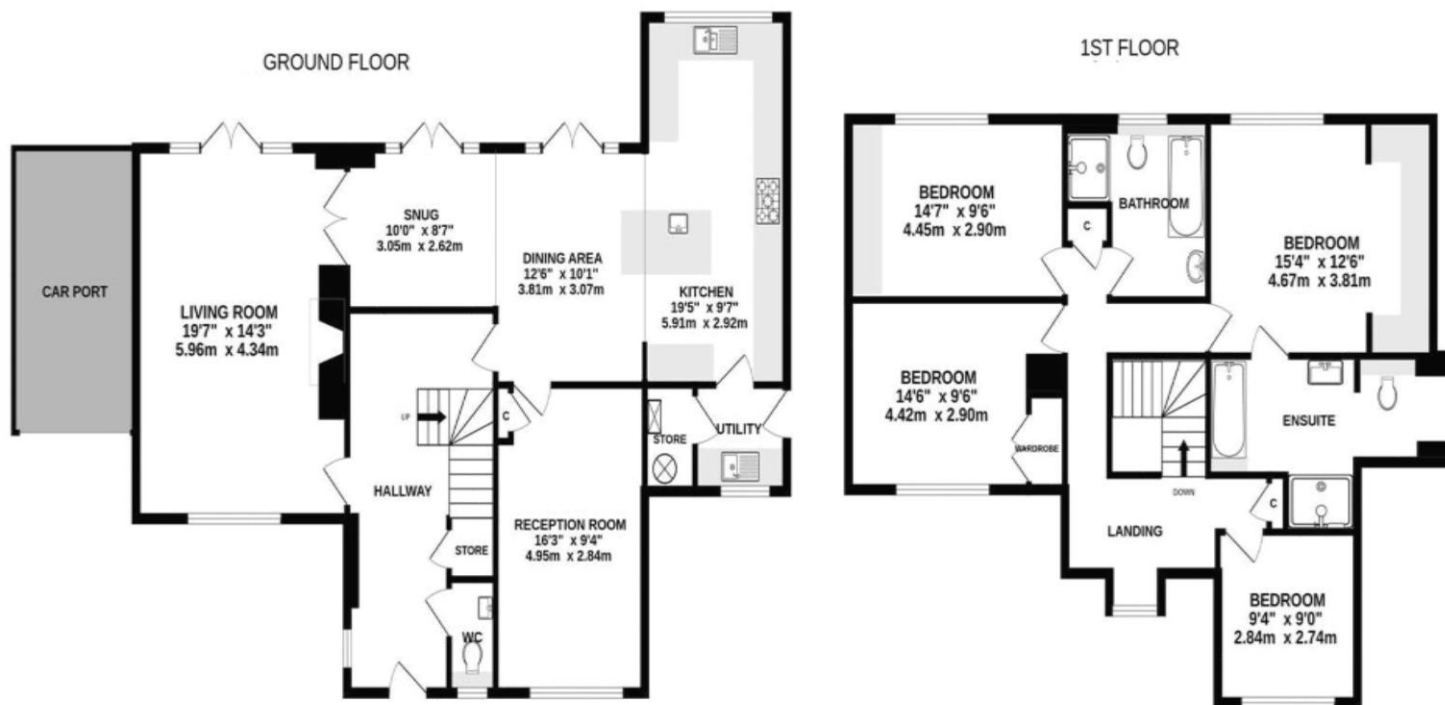 GROUND FLOOR
CAR PORT
LIVING ROOM
19'7" x 14'3"
5.96m x 4.34m
SNUG
10'0" x 8'7"
3.05m x 2.62m
DINING AREA
12'6" x 10'1"
3.81m x 3.07m
KITCHEN
19'5" x 9'7"
5.91m x 2.92m
UP
C
STORE
UTILITY
HALLWAY
RECEPTION ROOM
16'3" x 9'4"
4.95m x 2.84m
STORE
WC
1ST FLOOR
BEDROOM
14'7" x 9'6"
4.45m x 2.90m
BATHROOM
C
BEDROOM
15'4" x 12'6"
4.67m x 3.81m
BEDROOM
14'6" x 9'6"
4.42m x 2.90m
WARDROBE
ENSUITE
DOWN
LANDING
C
BEDROOM
9'4" x 9'0"
2.84m x 2.74m